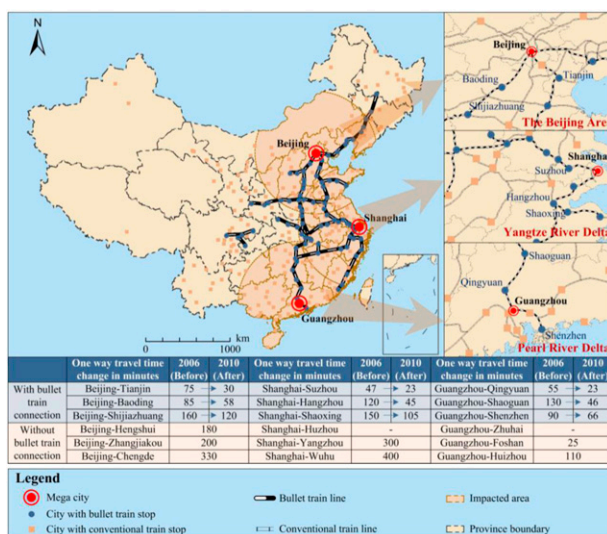 N
Beijing
Shanghai
Guangzhou
0 1000 km
Beijing
Baoding
Tianjin
Shijiazhuang
The Beijing Area
Shanghai
Suzhou
Hangzhou
Shaoxing
Yangtze River Delta
Shaoguan
Qingyuan
Guangzhou
Shenzhen
Pearl River Delta
One way travel time change in minutes 2006 (Before) 2010 (After) One way travel time change in minutes 2006 (Before) 2010 (After) One way travel time change in minutes 2006 (Before) 2010 (After)
With bullet train connection
Beijing-Tianjin 75 → 30 Shanghai-Suzhou 47 → 23 Guangzhou-Qingyuan 55 → 23
Beijing-Baoding 85 → 58 Shanghai-Hangzhou 120 → 45 Guangzhou-Shaoguan 130 → 46
Beijing-Shijiazhuang 160 → 120 Shanghai-Shaoxing 150 → 105 Guangzhou-Shenzhen 90 → 66
Without bullet train connection
Beijing-Hengshui 180 Shanghai-Huzhou - Guangzhou-Zhuhai -
Beijing-Zhangjiakou 200 Shanghai-Yangzhou 300 Guangzhou-Foshan 25
Beijing-Chengde 330 Shanghai-Wuhu 400 Guangzhou-Huizhou 110
Legend
Mega city Bullet train line Impacted area
City with bullet train stop
City with conventional train stop Conventional train line Province boundary